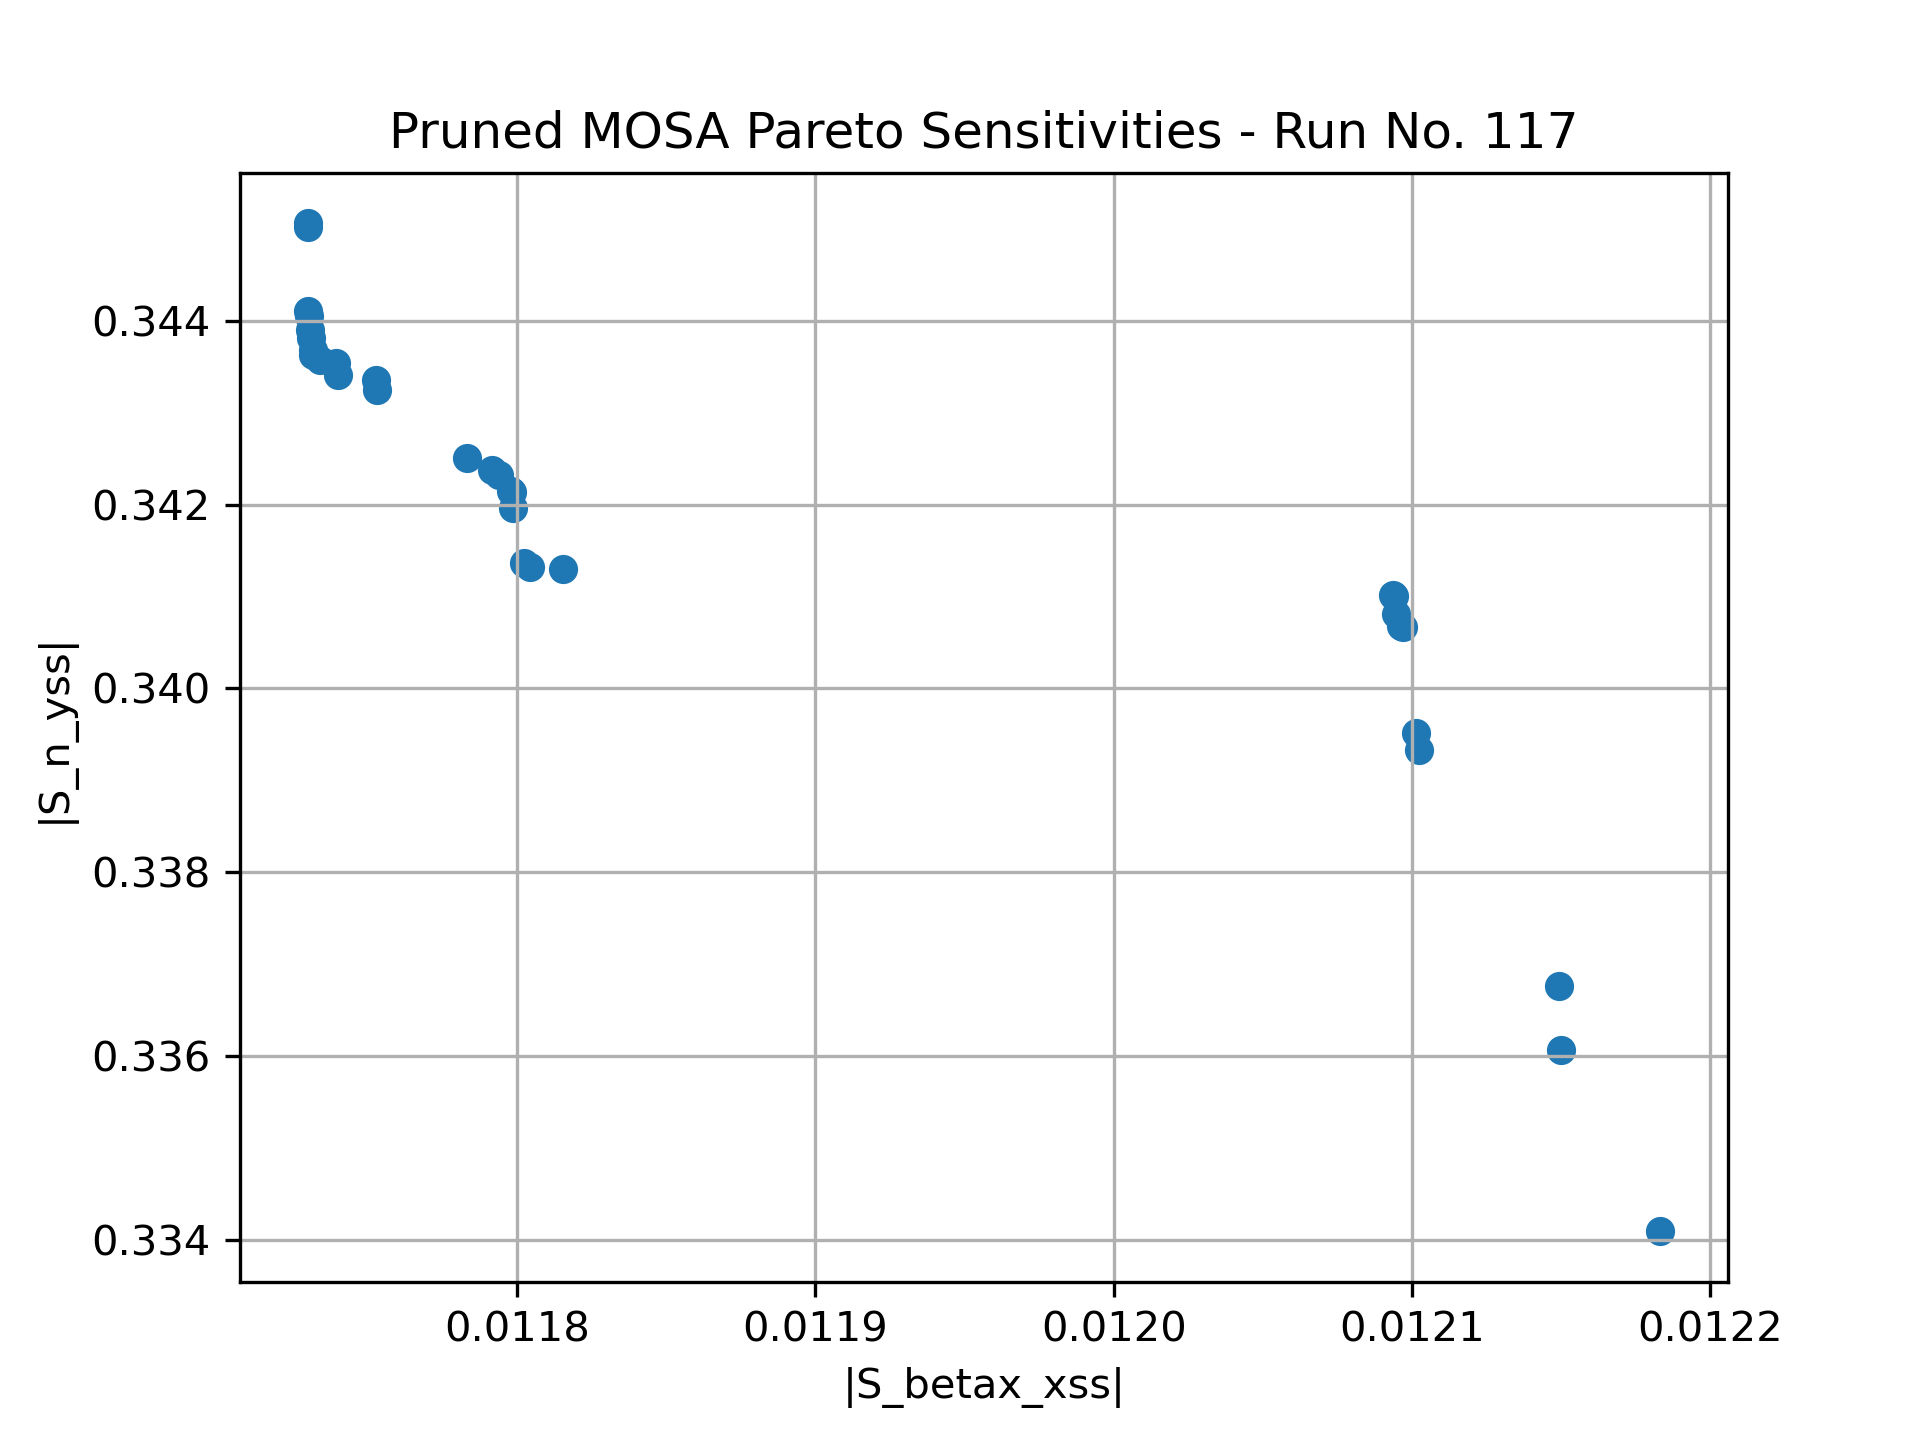 Pruned MOSA Pareto Sensitivities - Run No. 117
|S_n_yss|
0.344
0.342
0.340
0.338
0.336
0.334
0.0118 0.0119 0.0120 0.0121 0.0122
|S_betax_xss|